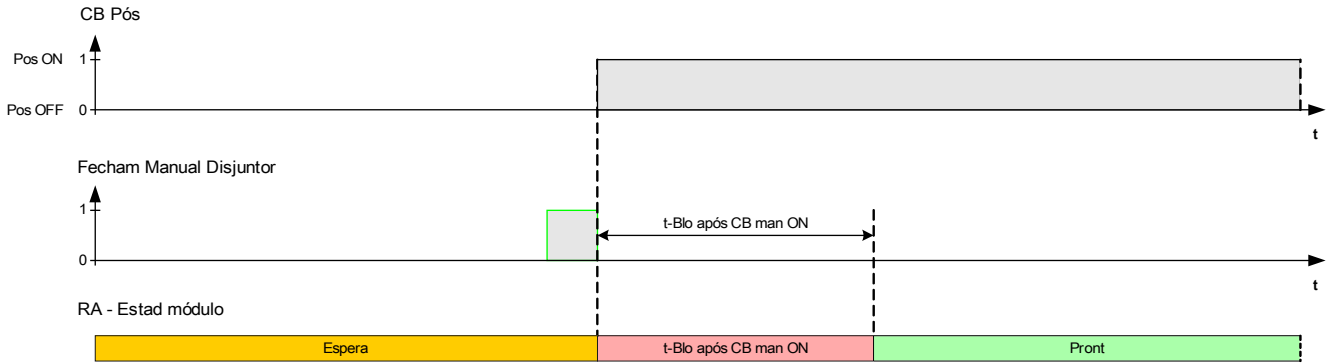 CB Pós
Pos ON 1
Pos OFF 0
t
Fecham Manual Disjuntor
1
t-Blo após CB man ON
0
t
RA - Estad módulo
Espera t-Blo após CB man ON Pront